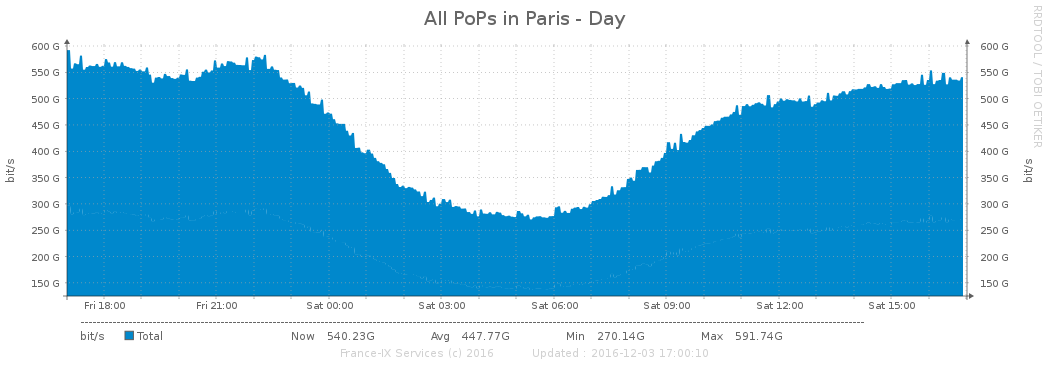 All PoPs in Paris - Day
RRDTOOL / TOBI OETIKER
600 G 600 G
550 G 550 G
500 G 500 G
450 G 450 G
400 G 400 G
350 G 350 G
300 G 300 G
250 G 250 G
200 G 200 G
150 G 150 G
bit/s bit/s
Fri 18:00 Fri 21:00 Sat 00:00 Sat 03:00 Sat 06:00 Sat 09:00 Sat 12:00 Sat 15:00
bit/s Total Now 540.23G Avg 447.77G Min 270.14G Max 591.74G
France-IX Services (c) 2016 Updated : 2016-12-03 17:00:10